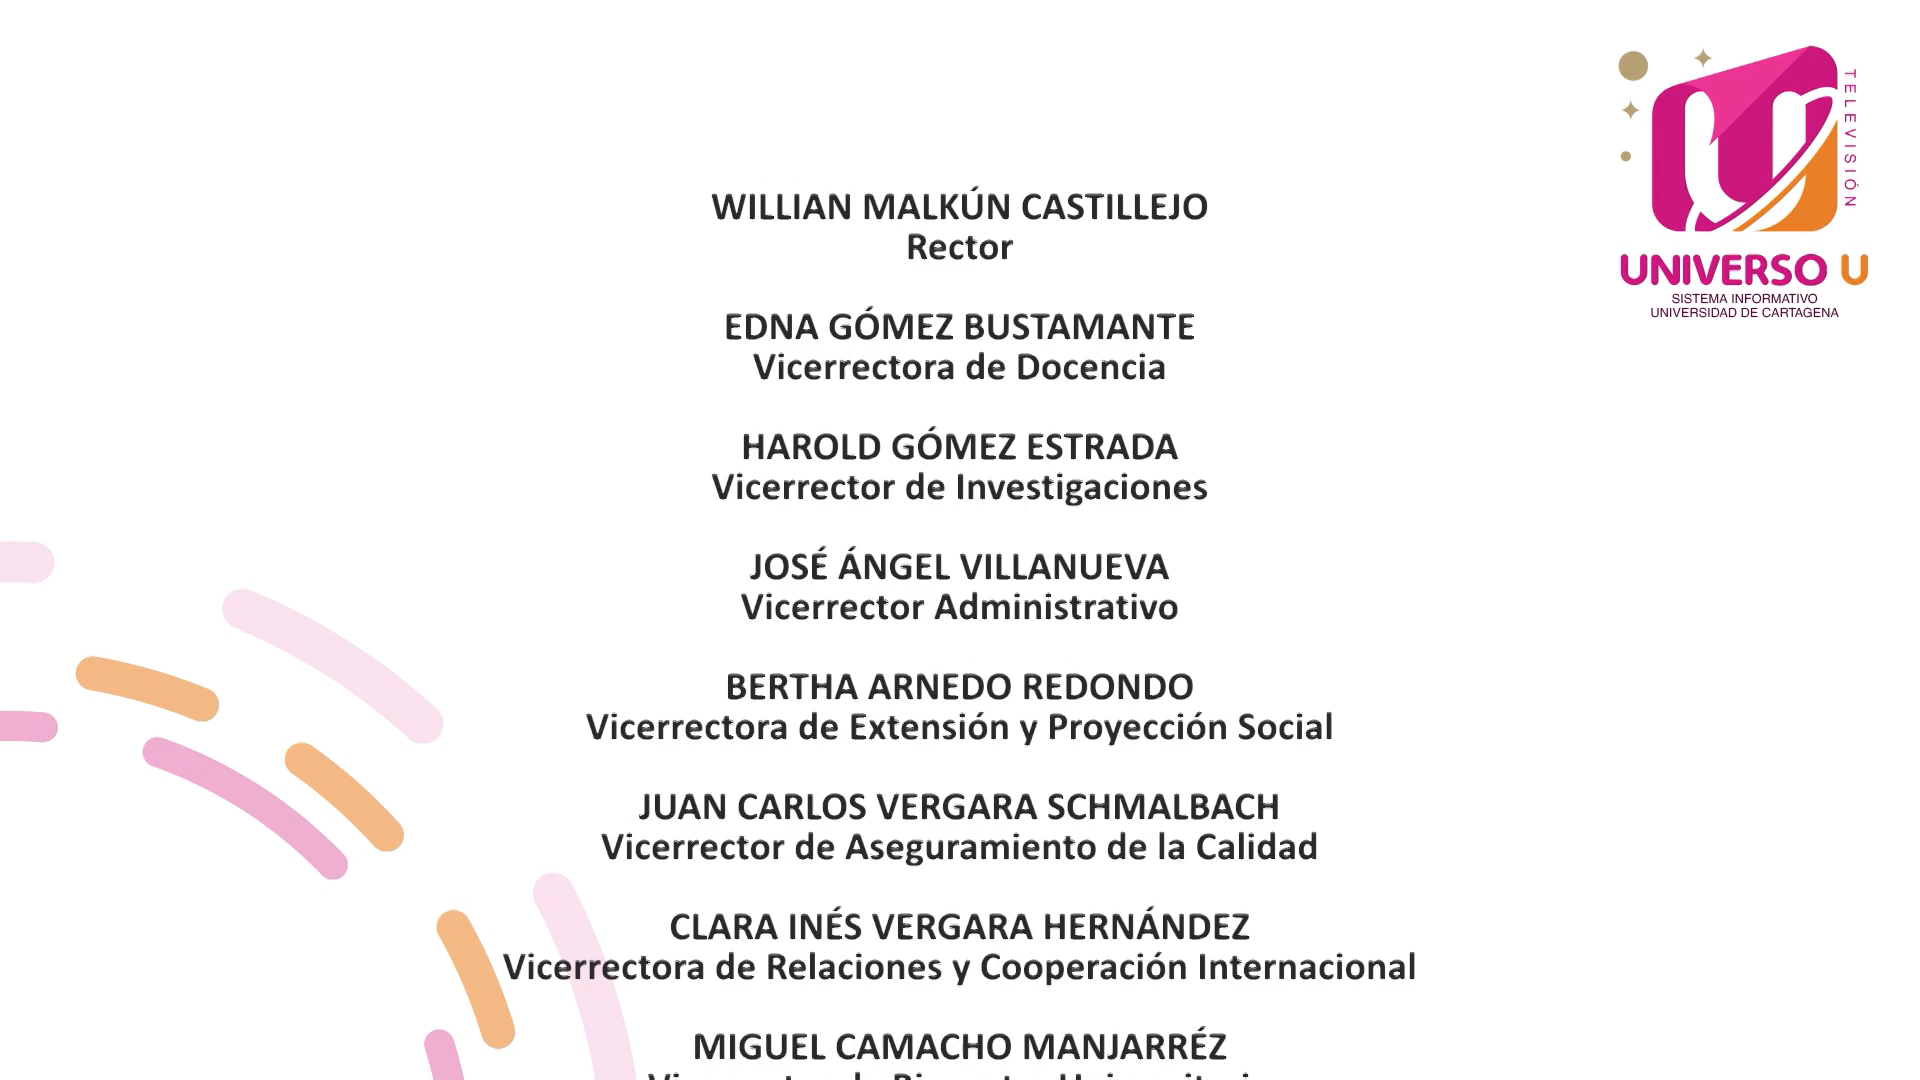 WILLIAN MALKÚN CASTILLEJO
Rector
EDNA GÓMEZ BUSTAMANTE
Vicerrectora de Docencia
HAROLD GÓMEZ ESTRADA
Vicerrector de Investigaciones
JOSÉ ÁNGEL VILLANUEVA
Vicerrector Administrativo
BERTHA ARNEDO REDONDO
Vicerrectora de Extensión y Proyección Social
JUAN CARLOS VERGARA SCHMALBACH
Vicerrector de Aseguramiento de la Calidad
CLARA INÉS VERGARA HERNÁNDEZ
Vicerrectora de Relaciones y Cooperación Internacional
MIGUEL CAMACHO MANJARRÉZ
TELEVISIÓN
UNIVERSO U
SISTEMA INFORMATIVO
UNIVERSIDAD DE CARTAGENA